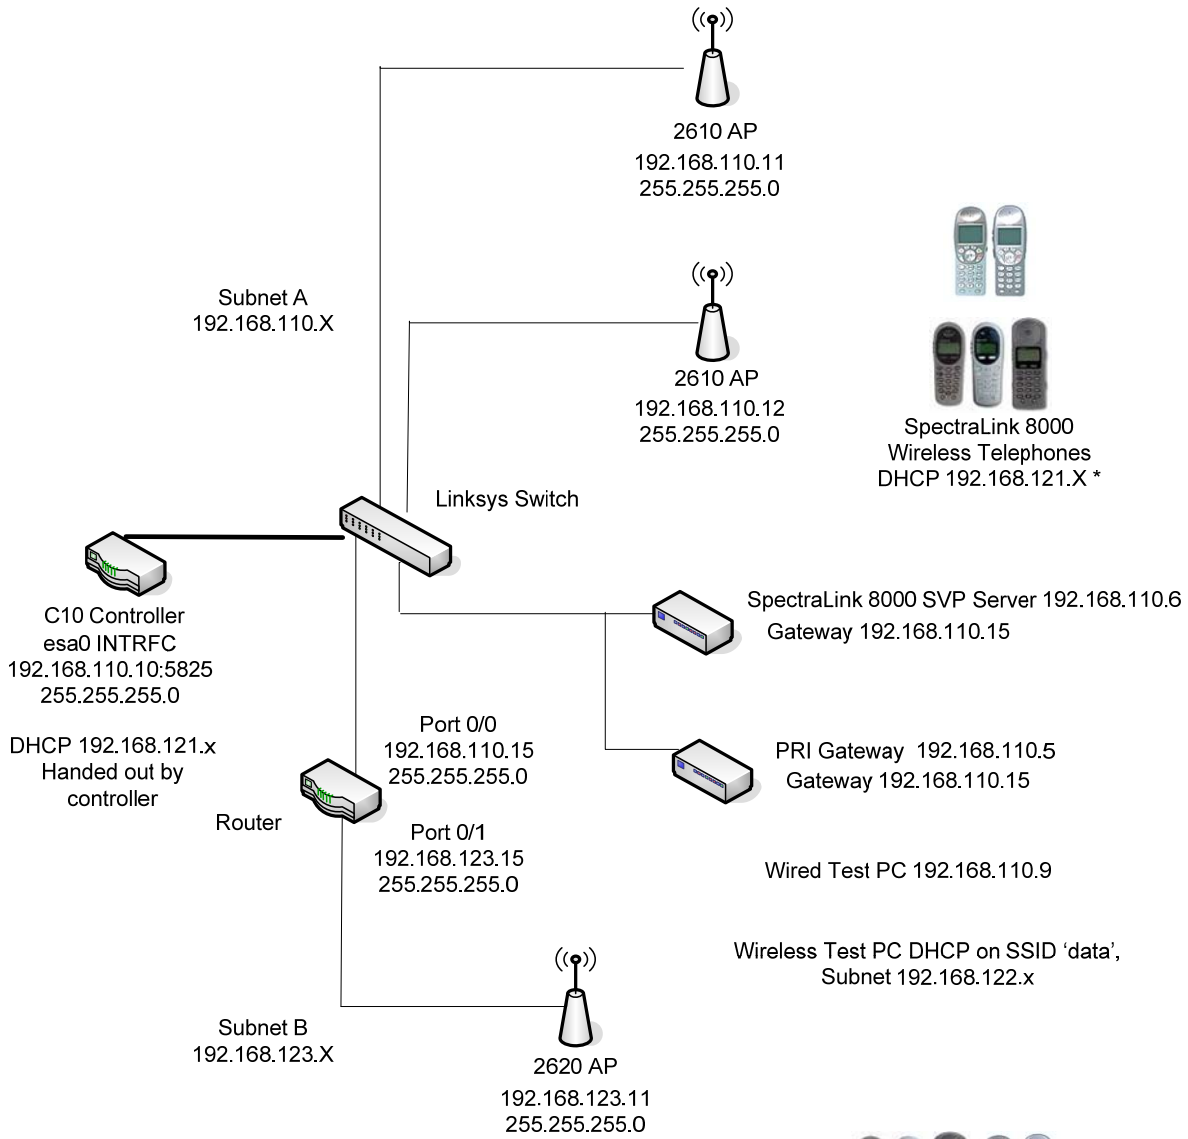 2610 AP
192.168.110.11
255.255.255.0
2610 AP
192.168.110.12
255.255.255.0
Subnet A
192.168.110.X
SpectraLink 8000
Wireless Telephones
DHCP 192.168.121.X *
Linksys Switch
C10 Controller
esa0 INTRFC
192.168.110.10:5825
255.255.255.0
DHCP 192.168.121.x
Handed out by
controller
SpectraLink 8000 SVP Server 192.168.110.6
Gateway 192.168.110.15
Port 0/0
192.168.110.15
255.255.255.0
PRI Gateway 192.168.110.5
Gateway 192.168.110.15
Router
Port 0/1
192.168.123.15
255.255.255.0
Wired Test PC 192.168.110.9
Wireless Test PC DHCP on SSID ‘data’,
Subnet 192.168.122.x
Subnet B
192.168.123.X
2620 AP
192.168.123.11
255.255.255.0